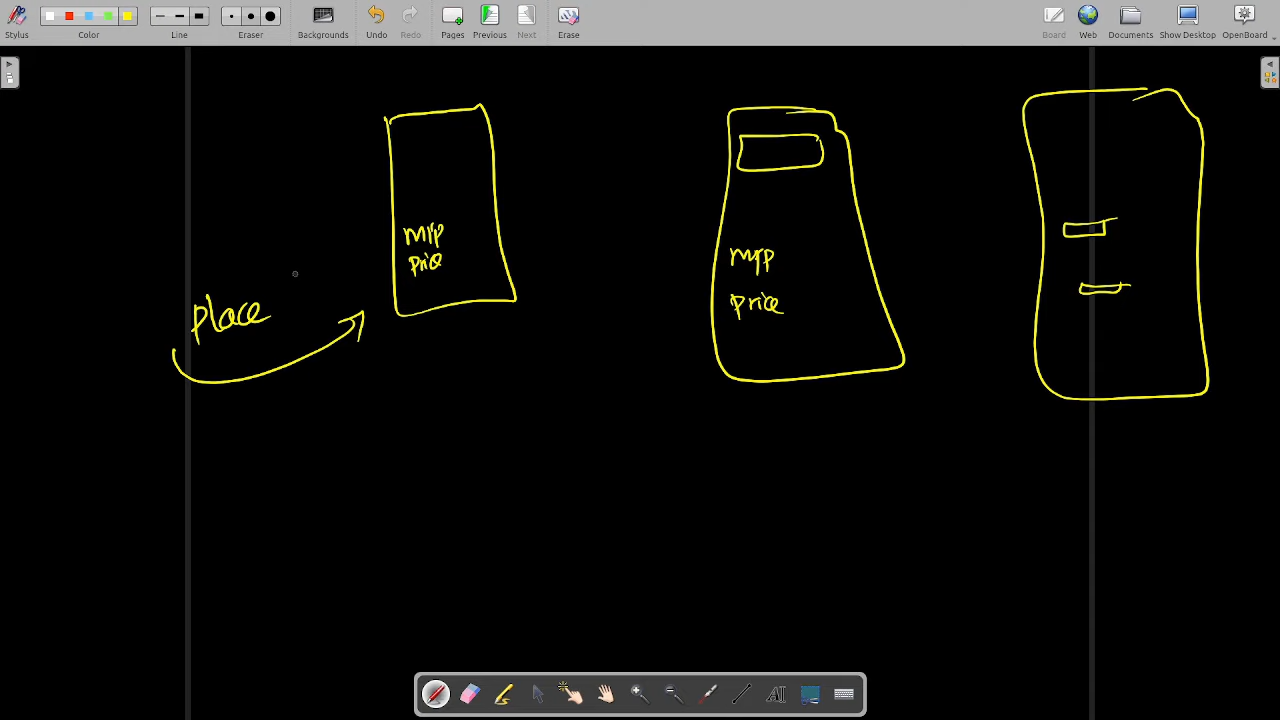 Stylus
Color
Line
Eraser
Backgrounds
Undo
Redo
Pages
Previous
Next
Erase
Board
Web
Documents
Show Desktop
OpenBoard
mrp
price
place
mrp
price
AI